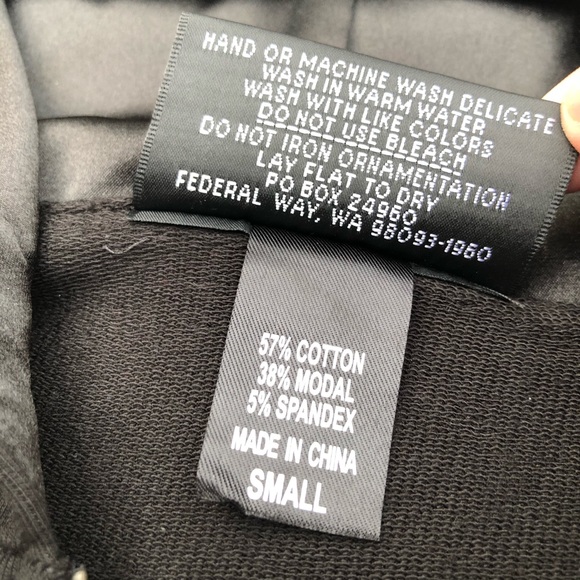 HAND OR MACHINE WASH DELICATE
WASH IN WARM WATER
WASH WITH LIKE COLORS
DO NOT USE BLEACH
DO NOT IRON ORNAMENTATION
LAY FLAT TO DRY
PO BOX 24960
FEDERAL WAY, WA 98093-1960
57% COTTON
38% MODAL
5% SPANDEX
MADE IN CHINA
SMALL